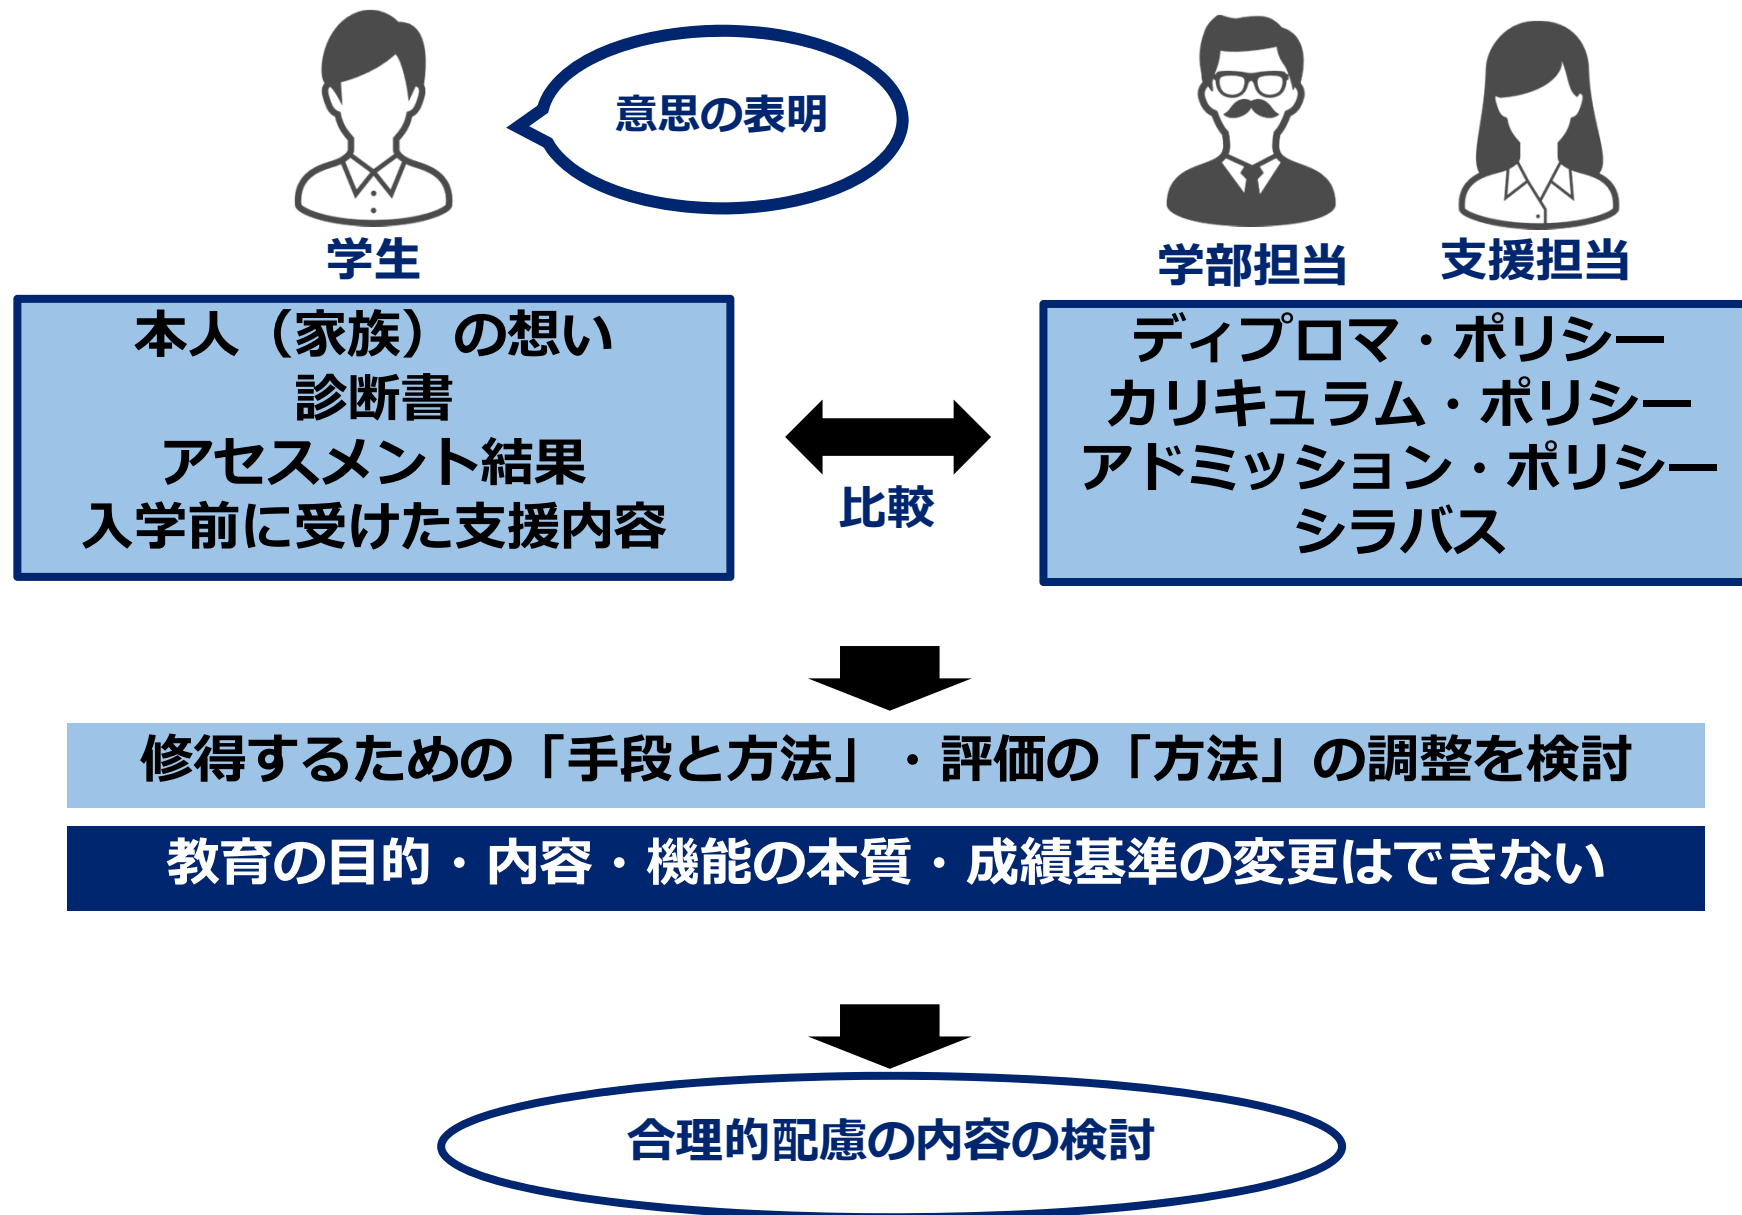 意思の表明
学生
学部担当
支援担当
本人（家族）の想い
診断書
アセスメント結果
入学前に受けた支援内容
比較
ディプロマ・ポリシー
カリキュラム・ポリシー
アドミッション・ポリシー
シラバス
修得するための「手段と方法」・評価の「方法」の調整を検討
教育の目的・内容・機能の本質・成績基準の変更はできない
合理的配慮の内容の検討